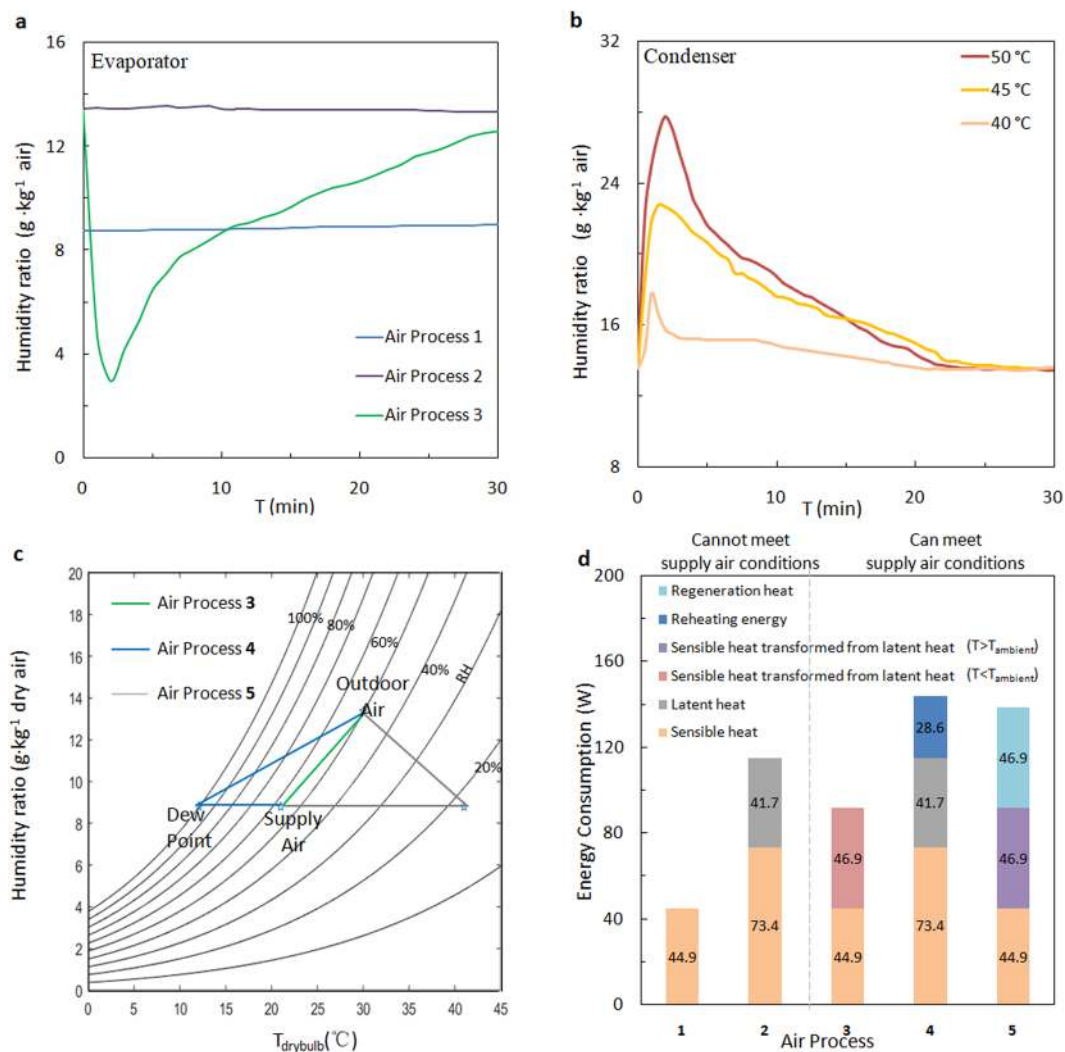 a
16
12
8
4
0
Humidity ratio (g ·kg⁻¹ air)
Evaporator
Air Process 1
Air Process 2
Air Process 3
0
10
20
30
T (min)
b
32
24
16
8
Humidity ratio (g ·kg⁻¹ air)
Condenser
50 °C
45 °C
40 °C
0
10
20
30
T (min)
c
20
18
16
14
12
10
8
6
4
2
0
Humidity ratio (g·kg⁻¹ dry air)
Air Process 3
Air Process 4
Air Process 5
100%
80%
60%
40%
RH
20%
Outdoor
Air
Dew
Point
Supply
Air
0
5
10
15
20
25
30
35
40
45
Tdrybulb(℃)
d
Cannot meet
supply air conditions
Can meet
supply air conditions
200
160
120
80
40
0
Energy Consumption (W)
Regeneration heat
Reheating energy
Sensible heat transformed from latent heat (T>Tambient)
Sensible heat transformed from latent heat (T<Tambient)
Latent heat
Sensible heat
44.9
41.7
73.4
46.9
44.9
28.6
41.7
73.4
46.9
46.9
44.9
1
2
3
4
5
Air Process